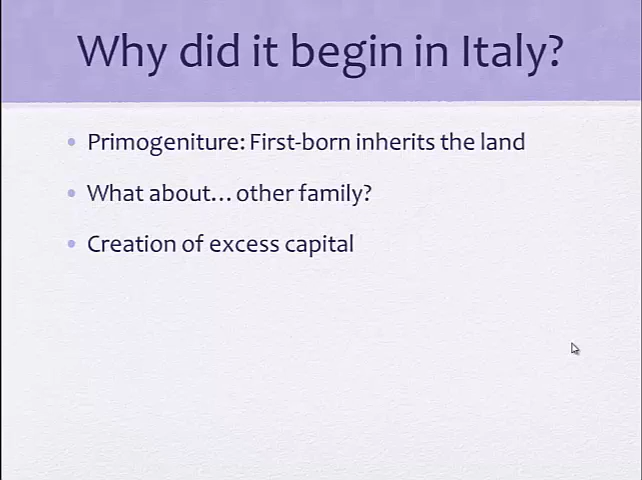 Why did it begin in Italy?
• Primogeniture: First-born inherits the land
• What about... other family?
• Creation of excess capital